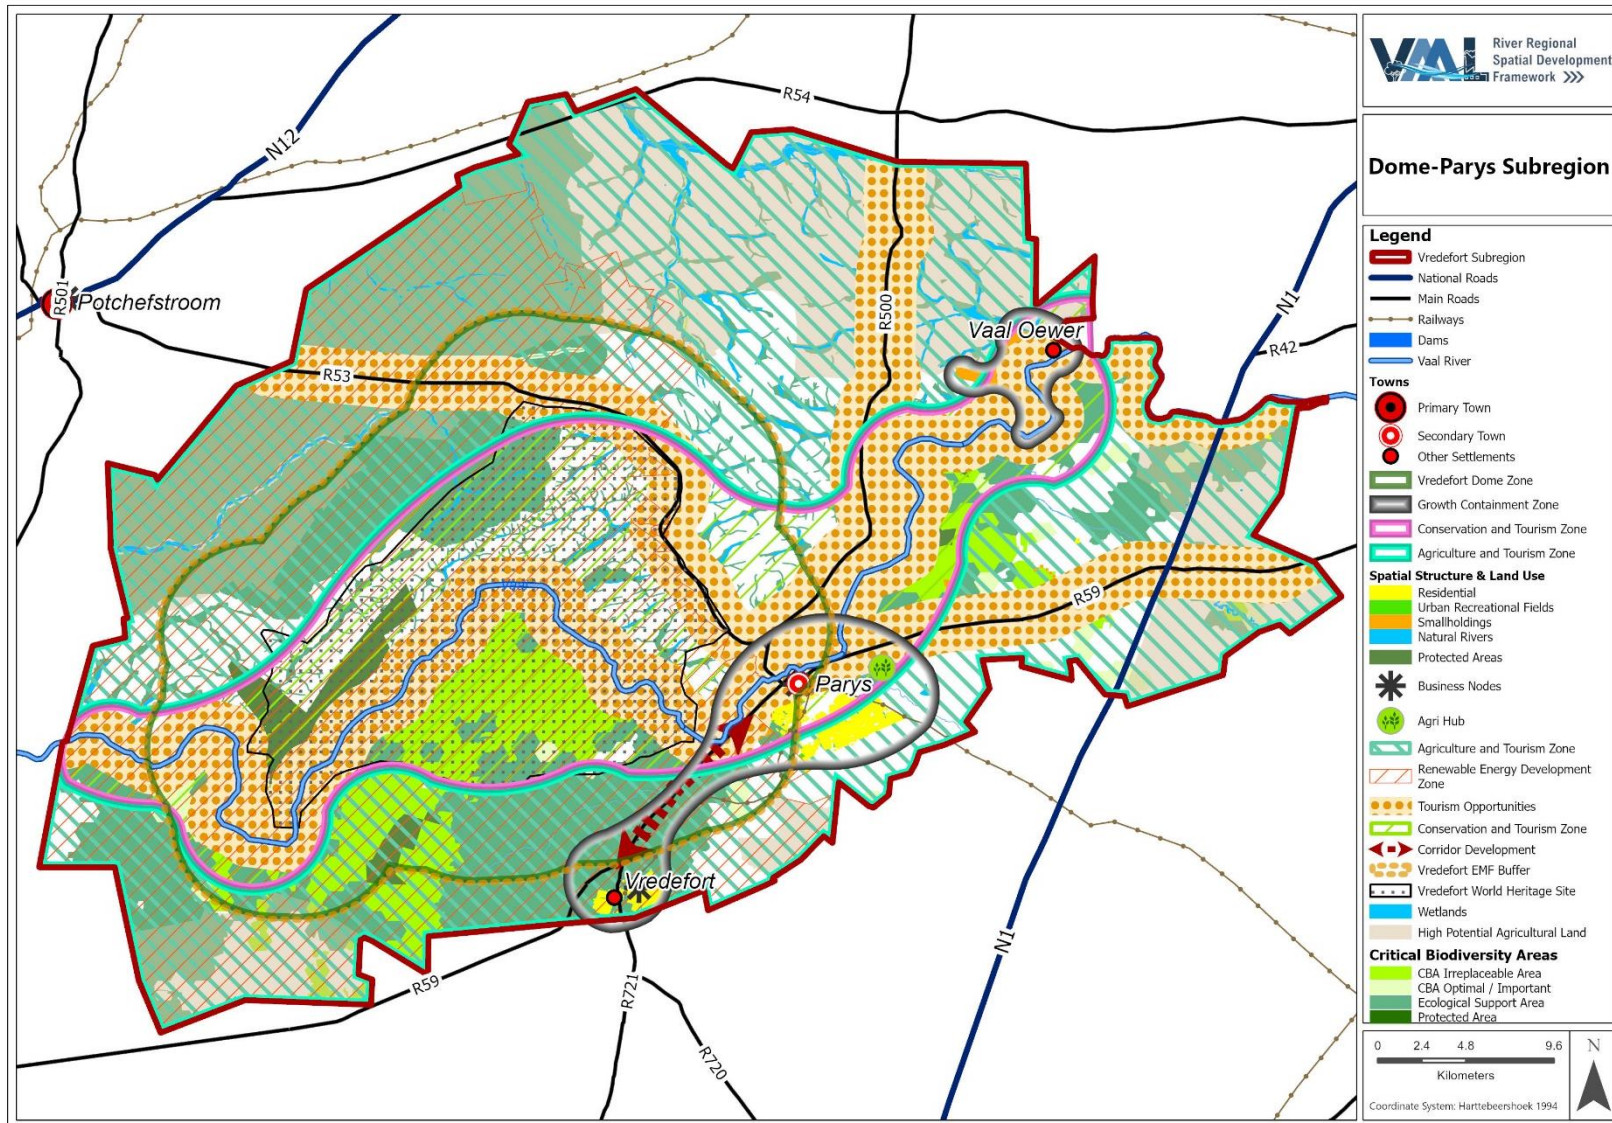 VAAL
River Regional
Spatial Development
Framework >>>
Dome-Parys Subregion
Legend
Vredefort Subregion
National Roads
Main Roads
Railways
Dams
Vaal River
Towns
Primary Town
Secondary Town
Other Settlements
Vredefort Dome Zone
Growth Containment Zone
Conservation and Tourism Zone
Agriculture and Tourism Zone
Spatial Structure & Land Use
Residential
Urban Recreational Fields
Smallholdings
Natural Rivers
Protected Areas
Business Nodes
Agri Hub
Agriculture and Tourism Zone
Renewable Energy Development
Zone
Tourism Opportunities
Conservation and Tourism Zone
Corridor Development
Vredefort EMF Buffer
Vredefort World Heritage Site
Wetlands
High Potential Agricultural Land
Critical Biodiversity Areas
CBA Irreplaceable Area
CBA Optimal / Important
Ecological Support Area
Protected Area
0 2.4 4.8 9.6
Kilometers
N
Coordinate System: Harttebeershoek 1994
R54
N12
R501
Potchefstroom
R53
R500
Vaal Oewer
N1
R42
R59
Parys
Vredefort
N1
R59
R721
R720